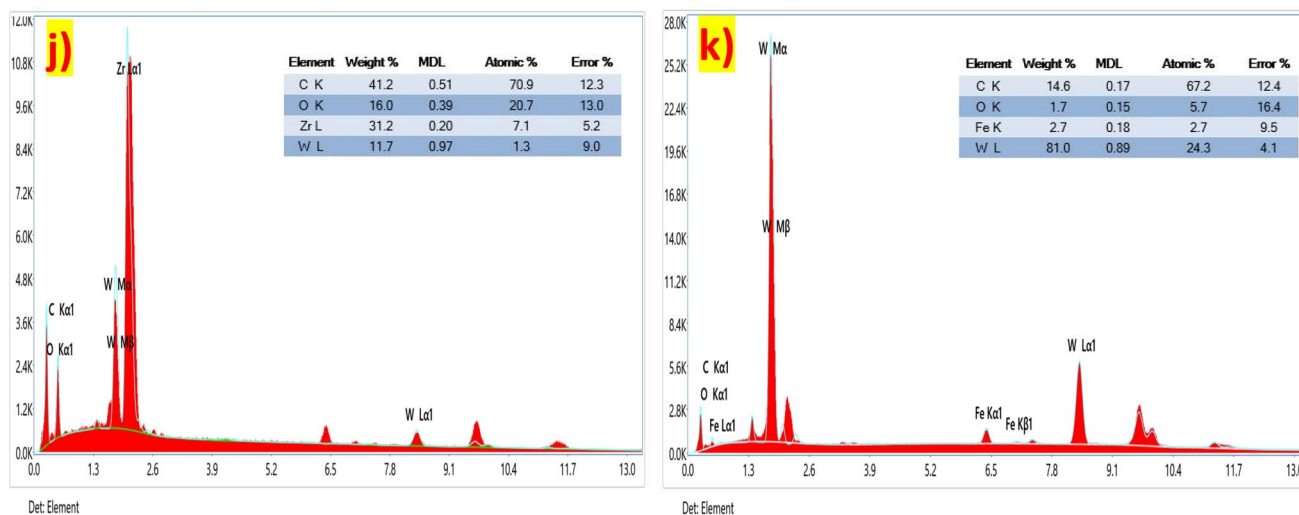 j)
12.0K
10.8K
9.6K
8.4K
7.2K
6.0K
4.8K
3.6K
2.4K
1.2K
0.0K
Zr Lα1
W Mα
W Mβ
C Kα1
O Kα1
W Lα1
Element Weight % MDL Atomic % Error %
C K 41.2 0.51 70.9 12.3
O K 16.0 0.39 20.7 13.0
Zr L 31.2 0.20 7.1 5.2
W L 11.7 0.97 1.3 9.0
0.0 1.3 2.6 3.9 5.2 6.5 7.8 9.1 10.4 11.7 13.0
Det: Element
k)
28.0K
25.2K
22.4K
19.6K
16.8K
14.0K
11.2K
8.4K
5.6K
2.8K
0.0K
W Mα
W Mβ
W Lα1
C Kα1
O Kα1
Fe Lα1
Fe Kα1
Fe Kβ1
Element Weight % MDL Atomic % Error %
C K 14.6 0.17 67.2 12.4
O K 1.7 0.15 5.7 16.4
Fe K 2.7 0.18 2.7 9.5
W L 81.0 0.89 24.3 4.1
0.0 1.3 2.6 3.9 5.2 6.5 7.8 9.1 10.4 11.7 13.0
Det: Element